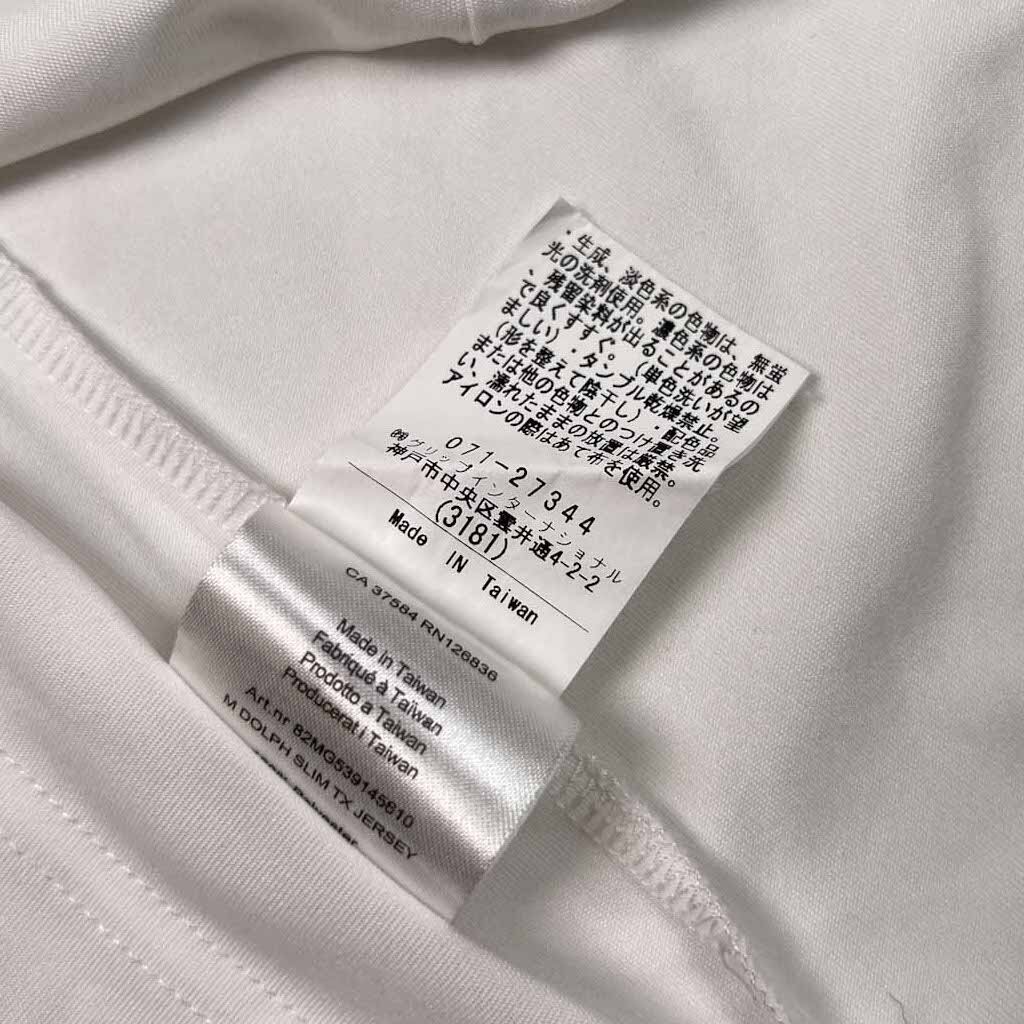 ・生成、淡色系の色物は、無蛍
光の洗剤使用。濃色系の色物は
、残留染料が出ることがあるの
で良くすすぐ。(単色洗いが望
ましい)・タンブル乾燥禁止。
(形を整えて陰干し)・配色品
または他の色物とのつけ置き洗
い、濡れたままの放置は厳禁。
アイロンの際はあて布を使用。
071-27344
㈱グリップインターナショナル
神戸市中央区雲井通4-2-2
(3181)
Made IN Taiwan
CA 37584 RN126836
Made in Taiwan
Fabriqué à Taiwan
Prodotto a Taiwan
Producerat i Taiwan
Art.nr 82MG539145610
M DOLPH SLIM TX JERSEY
Polyester